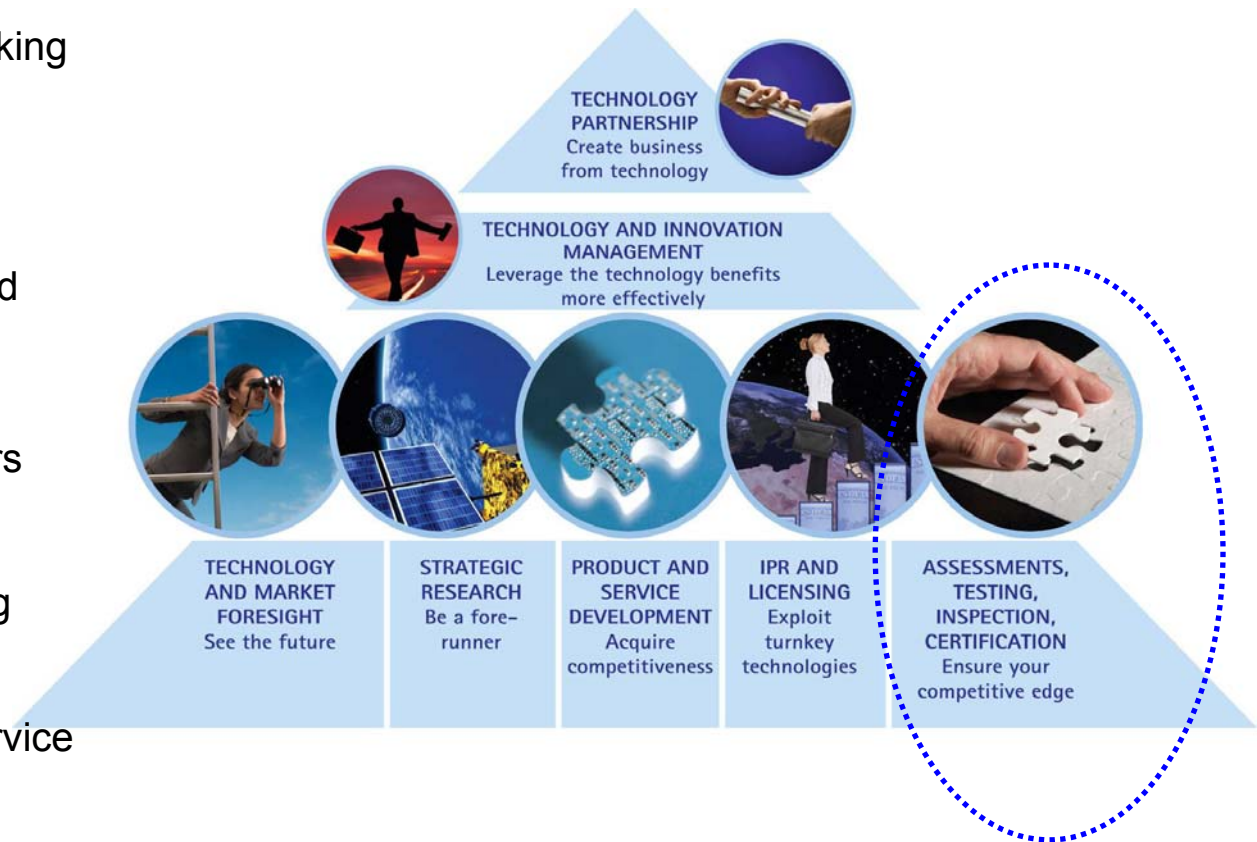 king
d
rs
g
rvice
TECHNOLOGY
PARTNERSHIP
Create business
from technology
TECHNOLOGY AND INNOVATION
MANAGEMENT
Leverage the technology benefits
more effectively
TECHNOLOGY
AND MARKET
FORESIGHT
See the future
STRATEGIC
RESEARCH
Be a fore-
runner
PRODUCT AND
SERVICE
DEVELOPMENT
Acquire
competitiveness
IPR AND
LICENSING
Exploit
turnkey
technologies
ASSESSMENTS,
TESTING,
INSPECTION,
CERTIFICATION
Ensure your
competitive edge